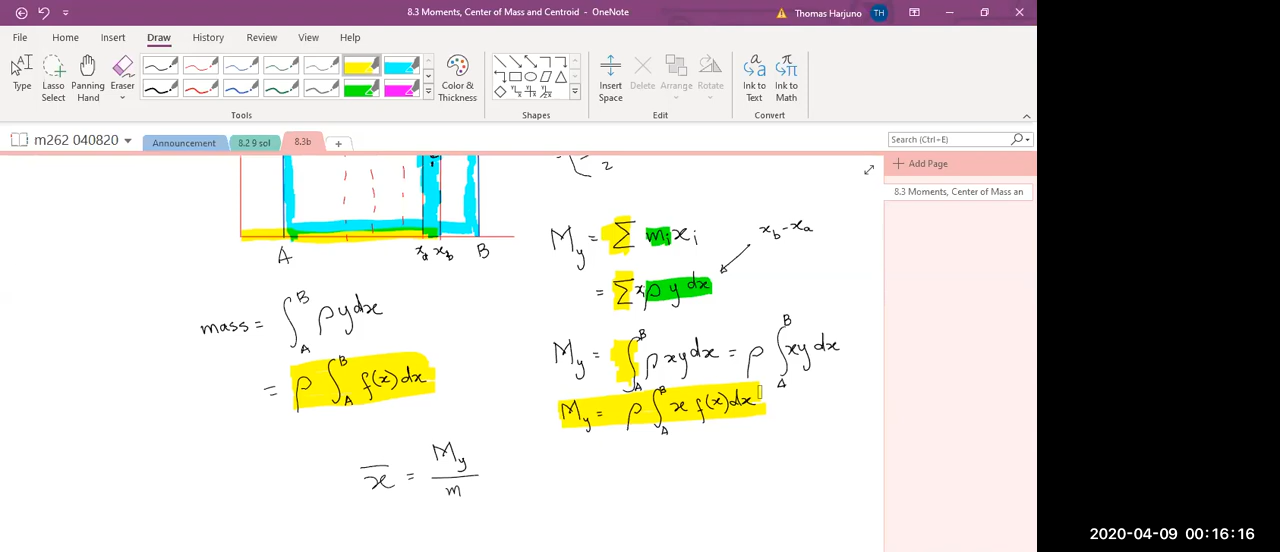 8.3 Moments, Center of Mass and Centroid - OneNote
Thomas Harjuno TH
File Home Insert Draw History Review View Help
Type Lasso Select Panning Hand Eraser Color & Thickness Insert Space Delete Arrange Rotate Ink to Text Ink to Math
Tools Shapes Edit Convert
m262 040820 Announcement 8.2 9 sol 8.3b Search (Ctrl+E)
Add Page
8.3 Moments, Center of Mass an
2
A x_a x_b B
M_y = ∑ m_i x_i
x_b - x_a
= ∑ x_i ρ y dx
mass = ∫_A^B ρ y dx
= ρ ∫_A^B f(x) dx
M_y = ∫_A^B ρ x y dx = ρ ∫_A^B x y dx
M_y = ρ ∫_A^B x f(x) dx
x̄ = M_y / m
2020-04-09 00:16:16